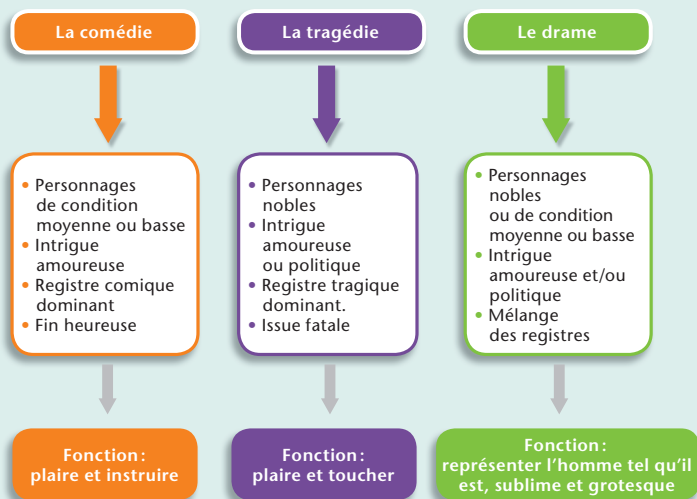 La comédie
• Personnages
de condition
moyenne ou basse
• Intrigue
amoureuse
• Registre comique
dominant
• Fin heureuse
Fonction :
plaire et instruire
La tragédie
• Personnages
nobles
• Intrigue
amoureuse
ou politique
• Registre tragique
dominant.
• Issue fatale
Fonction :
plaire et toucher
Le drame
• Personnages
nobles
ou de condition
moyenne ou basse
• Intrigue
amoureuse et/ou
politique
• Mélange
des registres
Fonction :
représenter l’homme tel qu’il
est, sublime et grotesque